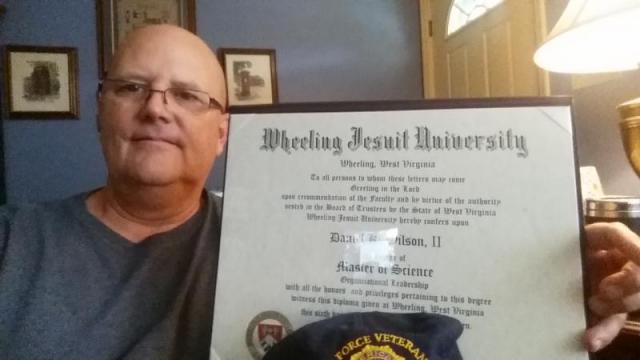 Wheeling Jesuit University
Wheeling, West Virginia
To all persons to whom these letters may come
Greeting in the Lord
upon recommendation of the Faculty and by virtue of the authority
vested in the Board of Trustees by the State of West Virginia
Wheeling Jesuit University hereby confers upon
Wilson, II
of
Master of Science
Organizational Leadership
with all the honors and privileges pertaining to this degree
witness this diploma given at Wheeling, West Virginia
this
FORCE VETERAN